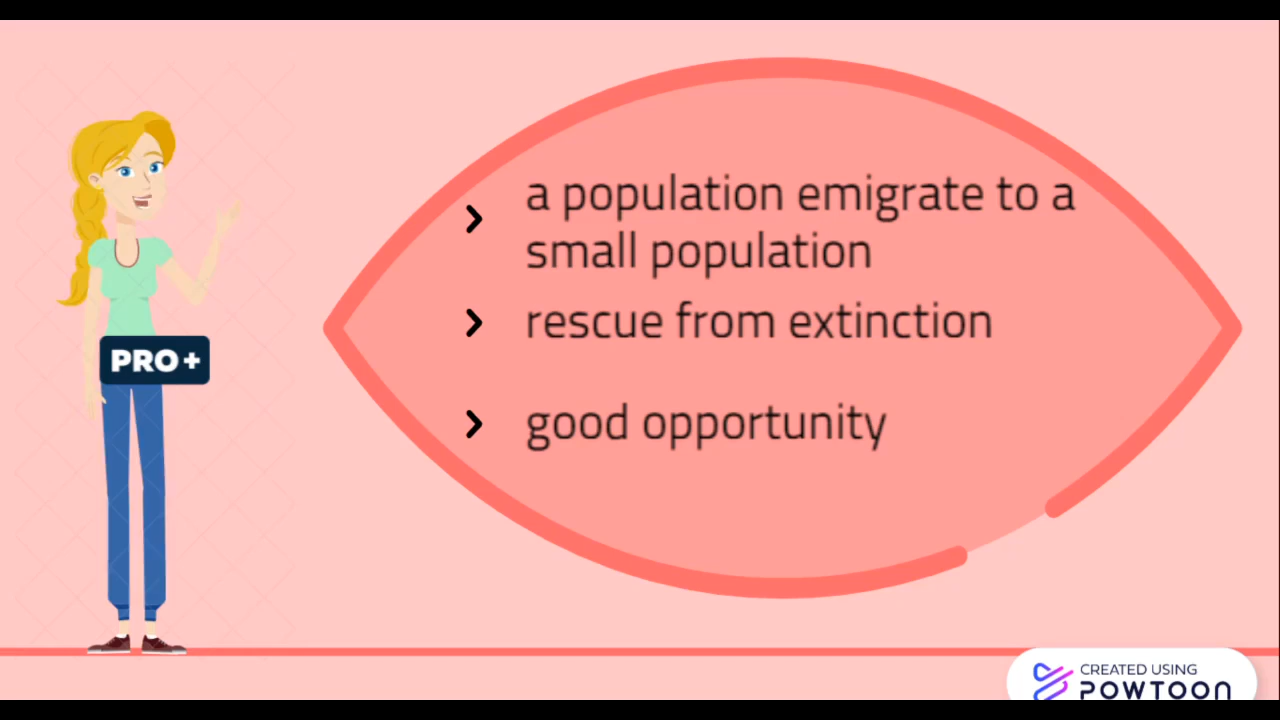 a population emigrate to a
small population
rescue from extinction
good opportunity
PRO+
CREATED USING
POWTOON